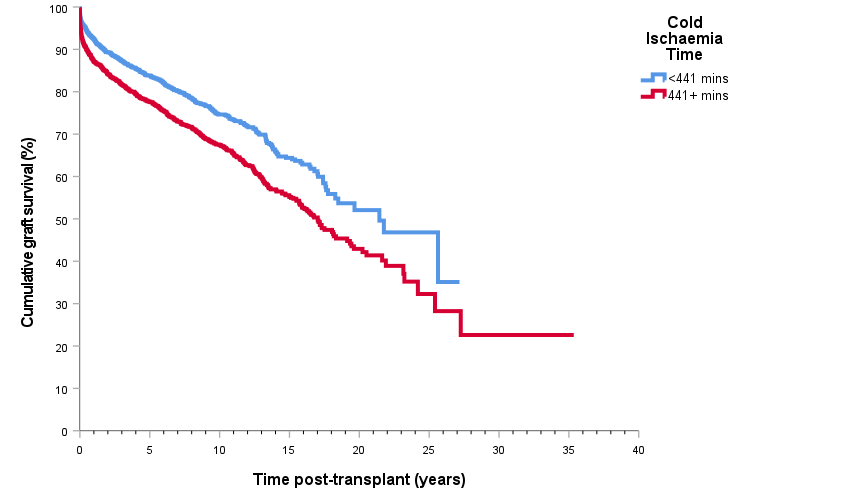 Cold
Ischaemia
Time
<441 mins
441+ mins
100
90
80
70
60
50
40
30
20
10
0
Cumulative graft survival (%)
0 5 10 15 20 25 30 35 40
Time post-transplant (years)